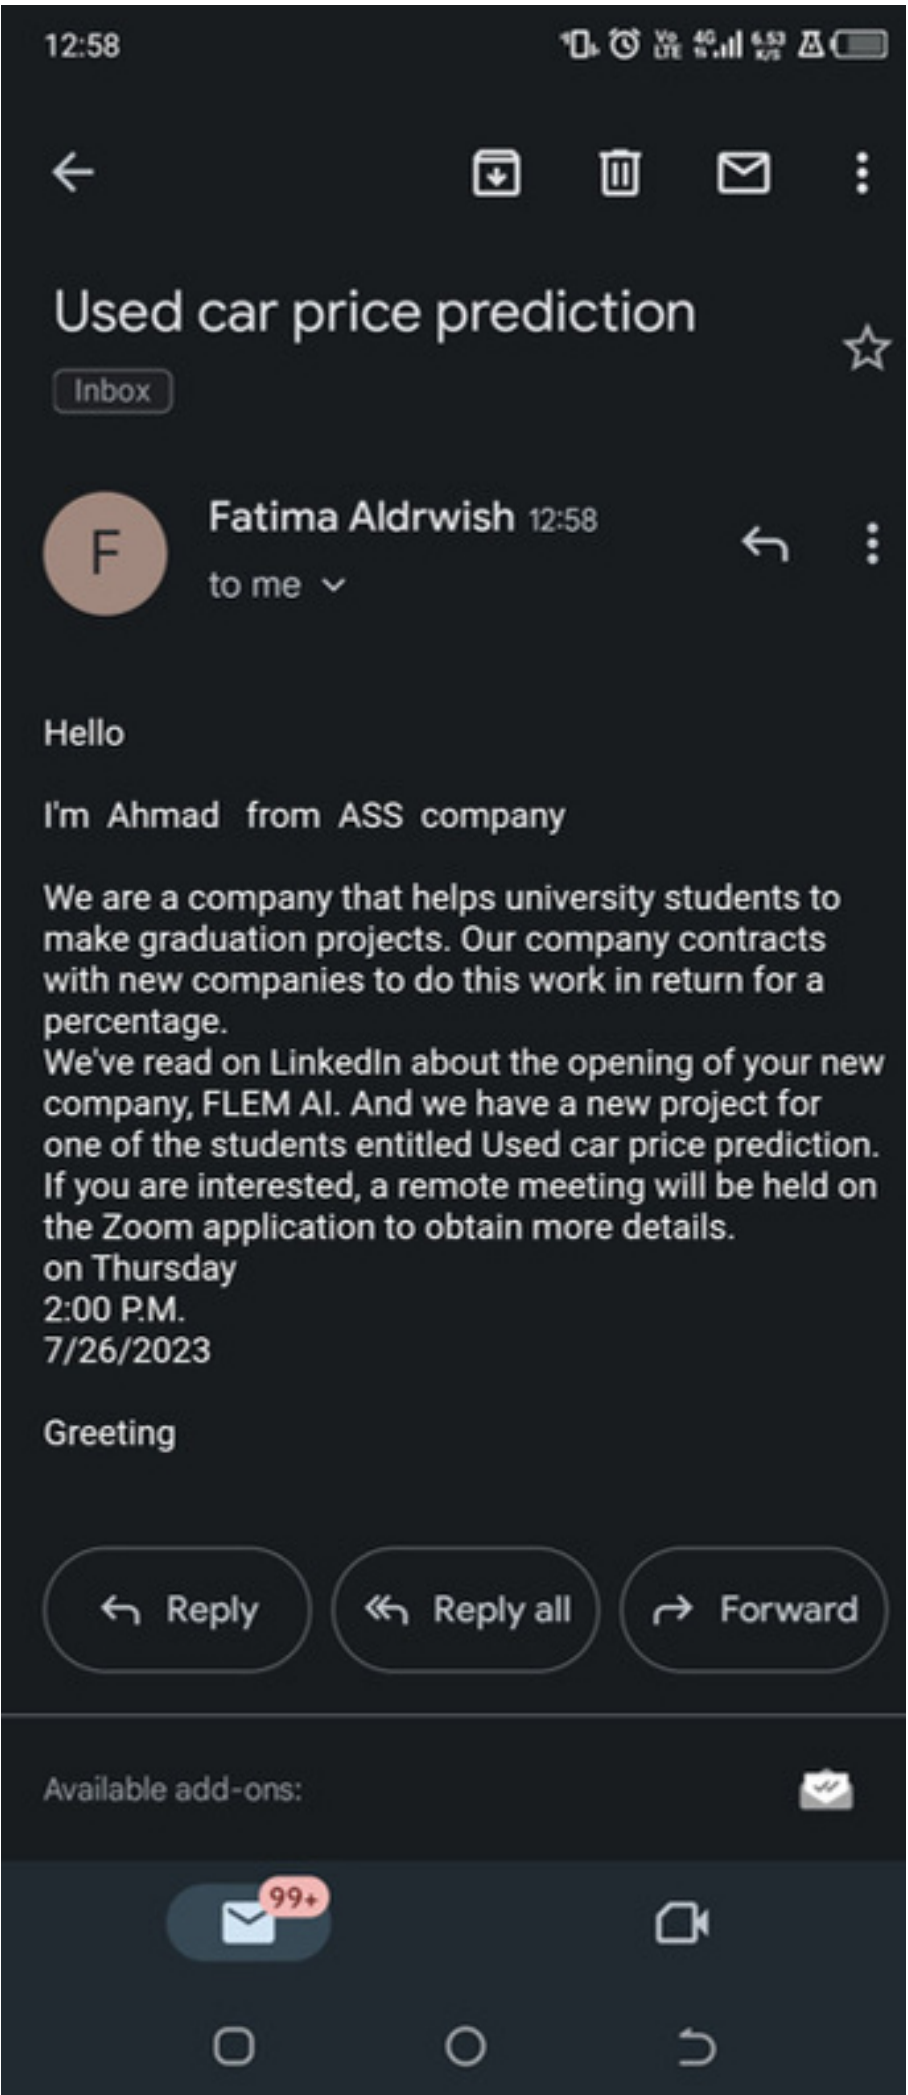 12:58
Vo LTE 4G 6.53 K/S
Used car price prediction
Inbox
F
Fatima Aldrwish 12:58
to me
Hello
I'm Ahmad from ASS company
We are a company that helps university students to
make graduation projects. Our company contracts
with new companies to do this work in return for a
percentage.
We've read on LinkedIn about the opening of your new
company, FLEM AI. And we have a new project for
one of the students entitled Used car price prediction.
If you are interested, a remote meeting will be held on
the Zoom application to obtain more details.
on Thursday
2:00 P.M.
7/26/2023
Greeting
Reply Reply all Forward
Available add-ons:
99+